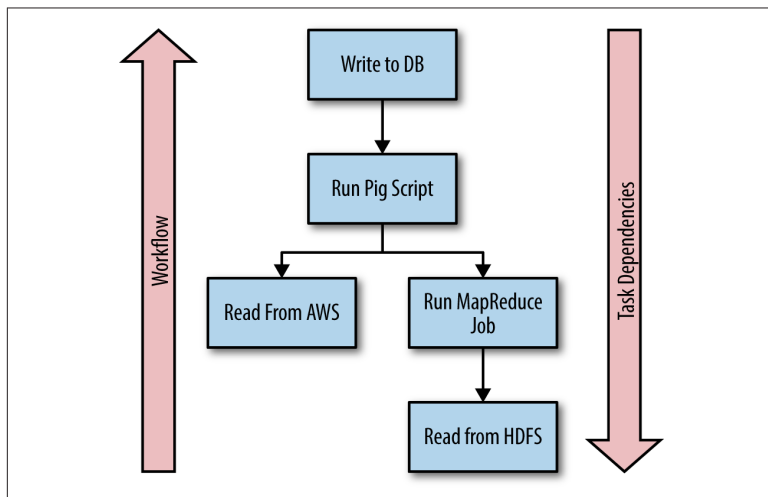 Write to DB
Run Pig Script
Workflow
Task Dependencies
Read From AWS
Run MapReduce
Job
Read from HDFS